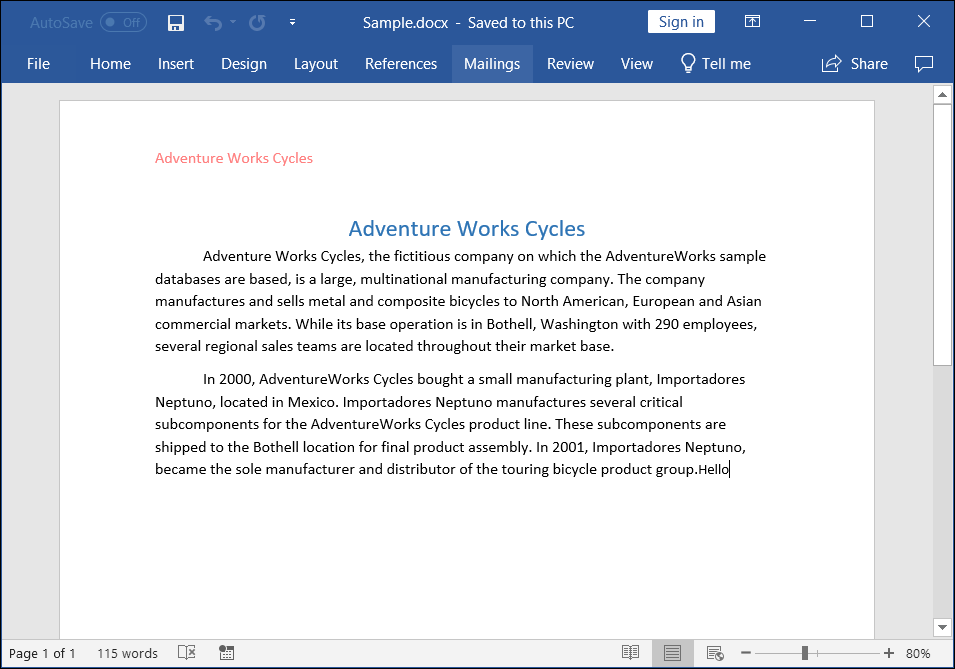 AutoSave Off Sample.docx - Saved to this PC Sign in
File Home Insert Design Layout References Mailings Review View Tell me Share
Adventure Works Cycles
Adventure Works Cycles
Adventure Works Cycles, the fictitious company on which the AdventureWorks sample
databases are based, is a large, multinational manufacturing company. The company
manufactures and sells metal and composite bicycles to North American, European and Asian
commercial markets. While its base operation is in Bothell, Washington with 290 employees,
several regional sales teams are located throughout their market base.
In 2000, AdventureWorks Cycles bought a small manufacturing plant, Importadores
Neptuno, located in Mexico. Importadores Neptuno manufactures several critical
subcomponents for the AdventureWorks Cycles product line. These subcomponents are
shipped to the Bothell location for final product assembly. In 2001, Importadores Neptuno,
became the sole manufacturer and distributor of the touring bicycle product group.Hello
Page 1 of 1 115 words 80%